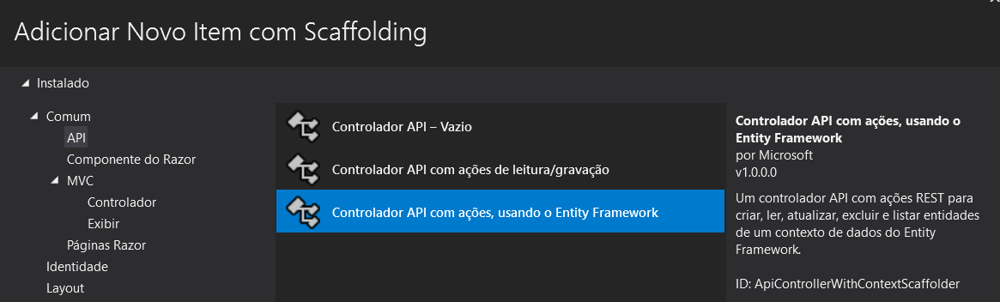 Adicionar Novo Item com Scaffolding
Instalado
Comum
API
Componente do Razor
MVC
Controlador
Exibir
Páginas Razor
Identidade
Layout
Controlador API – Vazio
Controlador API com ações de leitura/gravação
Controlador API com ações, usando o Entity Framework
Controlador API com ações, usando o
Entity Framework
por Microsoft
v1.0.0.0
Um controlador API com ações REST para
criar, ler, atualizar, excluir e listar entidades
de um contexto de dados do Entity
Framework.
ID: ApiControllerWithContextScaffolder